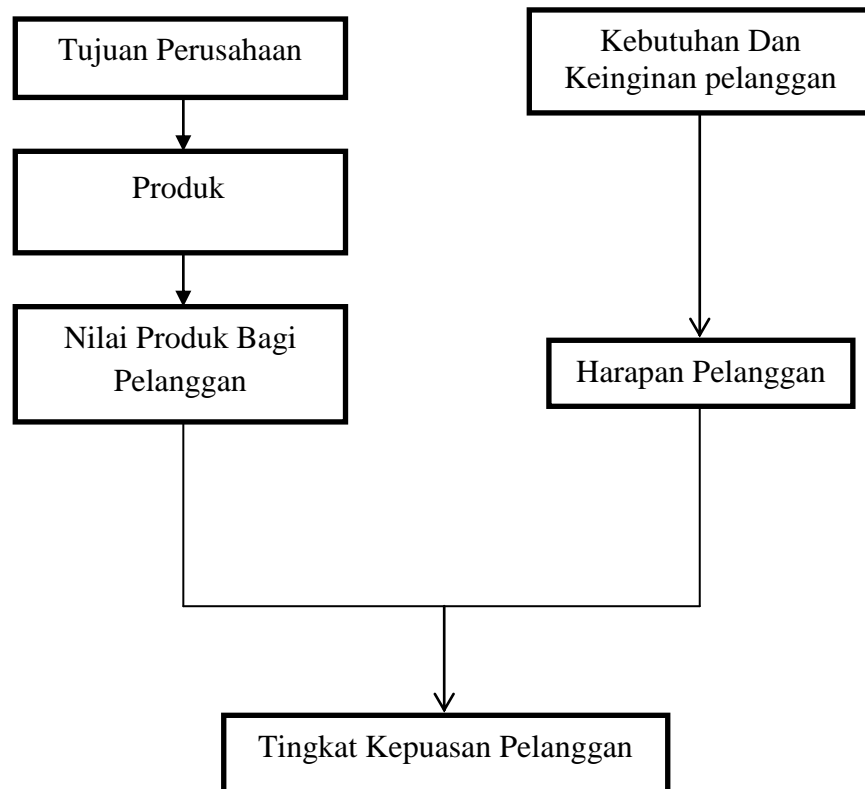 Tujuan Perusahaan
Kebutuhan Dan
Keinginan pelanggan
Produk
Nilai Produk Bagi
Pelanggan
Harapan Pelanggan
Tingkat Kepuasan Pelanggan